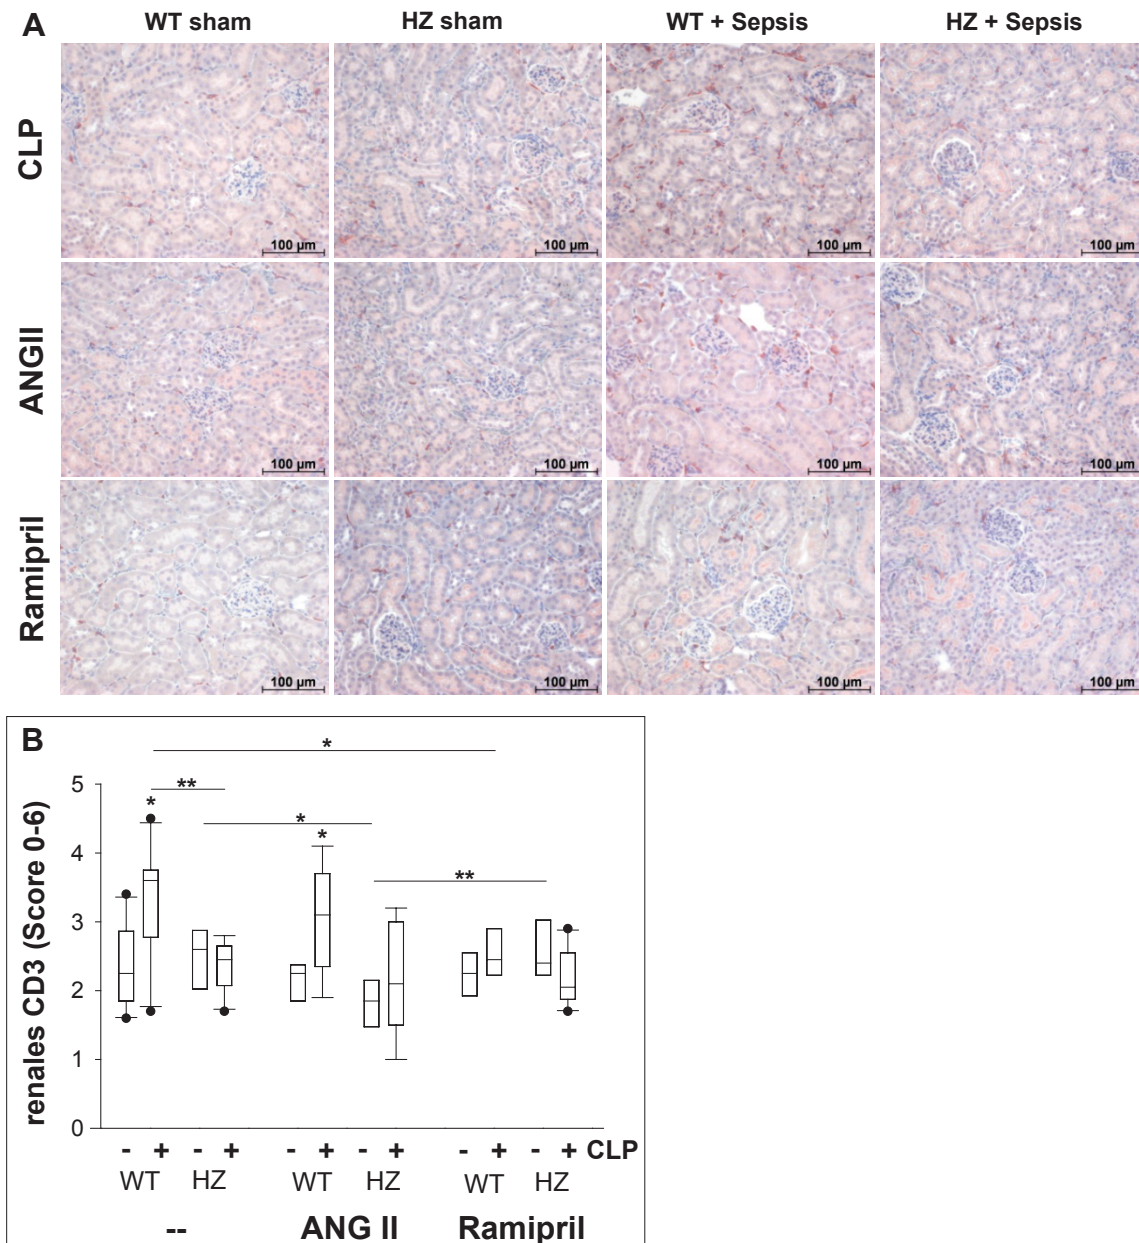 A
WT sham HZ sham WT + Sepsis HZ + Sepsis
CLP
100 µm 100 µm 100 µm 100 µm
ANGII
100 µm 100 µm 100 µm 100 µm
Ramipril
100 µm 100 µm 100 µm 100 µm
B
renales CD3 (Score 0-6)
*
5
**
*
*
*
4
**
3
2
1
0
- + - + - + - + - + - + CLP
WT HZ WT HZ WT HZ
-- ANG II Ramipril